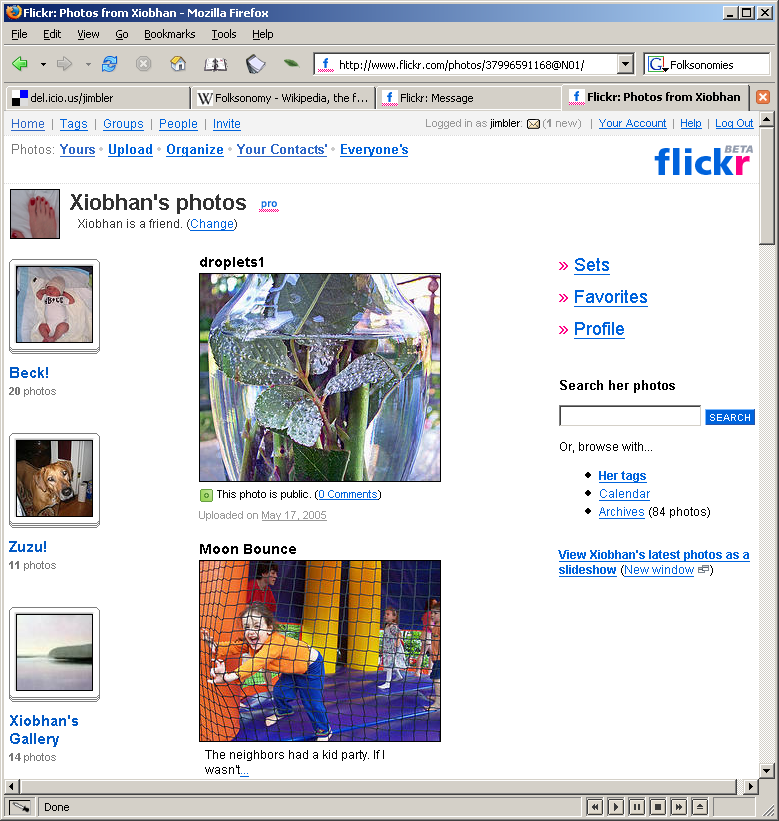 Flickr: Photos from Xiobhan - Mozilla Firefox
File Edit View Go Bookmarks Tools Help
http://www.flickr.com/photos/37996591168@N01/
Folksonomies
del.icio.us/jimbler
Folksonomy - Wikipedia, the f...
Flickr: Message
Flickr: Photos from Xiobhan
Home | Tags | Groups | People | Invite
Logged in as jimbler: (1 new) | Your Account | Help | Log Out
Photos: Yours • Upload • Organize • Your Contacts' • Everyone's
flickr BETA
Xiobhan's photos pro
Xiobhan is a friend. (Change)
Beck!
20 photos
Zuzu!
11 photos
Xiobhan's
Gallery
14 photos
droplets1
This photo is public. (0 Comments)
Uploaded on May 17, 2005
Moon Bounce
The neighbors had a kid party. If I
wasn't...
» Sets
» Favorites
» Profile
Search her photos
SEARCH
Or, browse with...
• Her tags
• Calendar
• Archives (84 photos)
View Xiobhan's latest photos as a
slideshow (New window)
Done